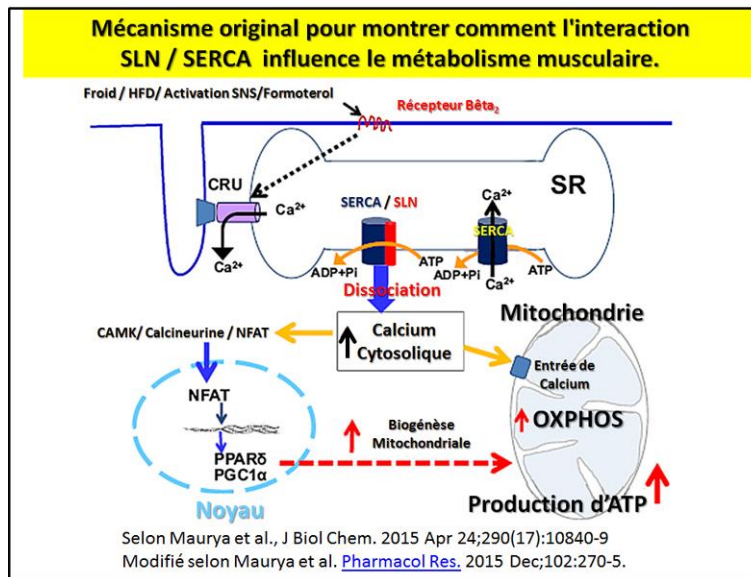 Mécanisme original pour montrer comment l'interaction
SLN / SERCA influence le métabolisme musculaire.
Froid / HFD/ Activation SNS/Formoterol
Récepteur Bêta₂
CRU
Ca²⁺
Ca²⁺
SERCA / SLN
ATP
ADP+Pi
Dissociation
Ca²⁺
SERCA
ADP+Pi
ATP
Ca²⁺
SR
Mitochondrie
CAMK/ Calcineurine / NFAT
Calcium
Cytosolique
Entrée de
Calcium
NFAT
PPARδ
PGC1α
Noyau
Biogénèse
Mitochondriale
OXPHOS
Production d'ATP
Selon Maurya et al., J Biol Chem. 2015 Apr 24;290(17):10840-9
Modifié selon Maurya et al. Pharmacol Res. 2015 Dec;102:270-5.